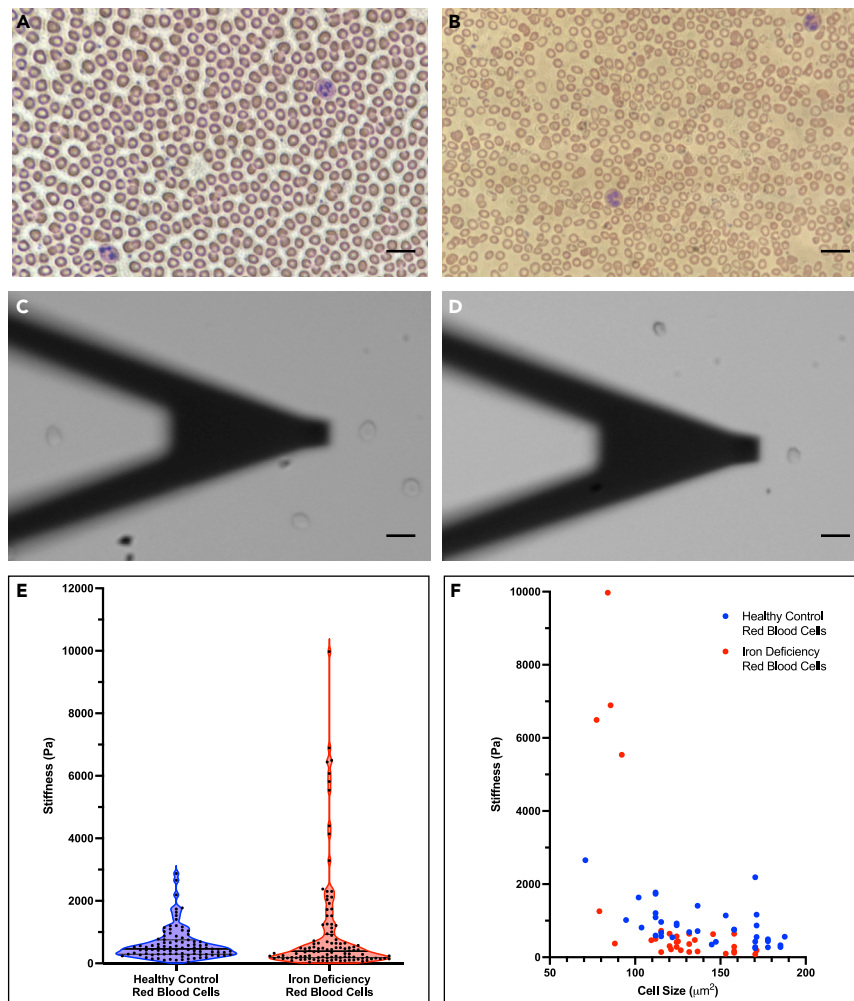 A
B
C
D
E
12000
10000
8000
6000
4000
2000
0
Stiffness (Pa)
Healthy Control
Red Blood Cells
Iron Deficiency
Red Blood Cells
F
10000
8000
6000
4000
2000
0
Stiffness (Pa)
Healthy Control
Red Blood Cells
Iron Deficiency
Red Blood Cells
50
100
150
200
Cell Size (μm²)